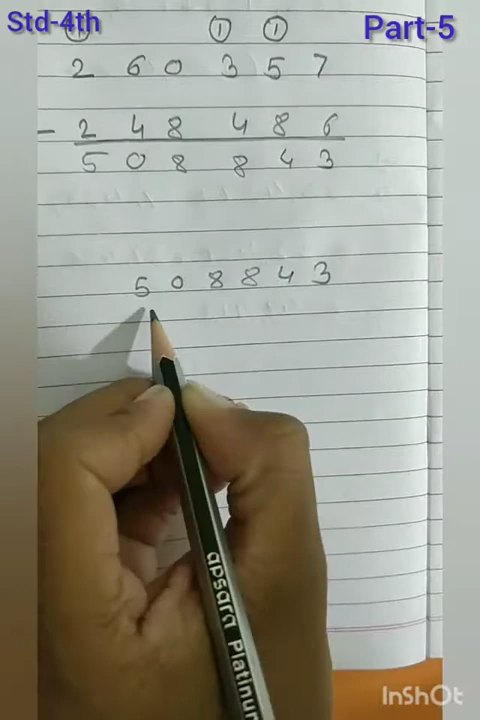 Std-4th
Part-5
1 1 1
2 6 0 3 5 7
- 2 4 8 4 8 6
5 0 8 8 4 3
5 0 8 8 4 3
apsara Platinum
InShOt